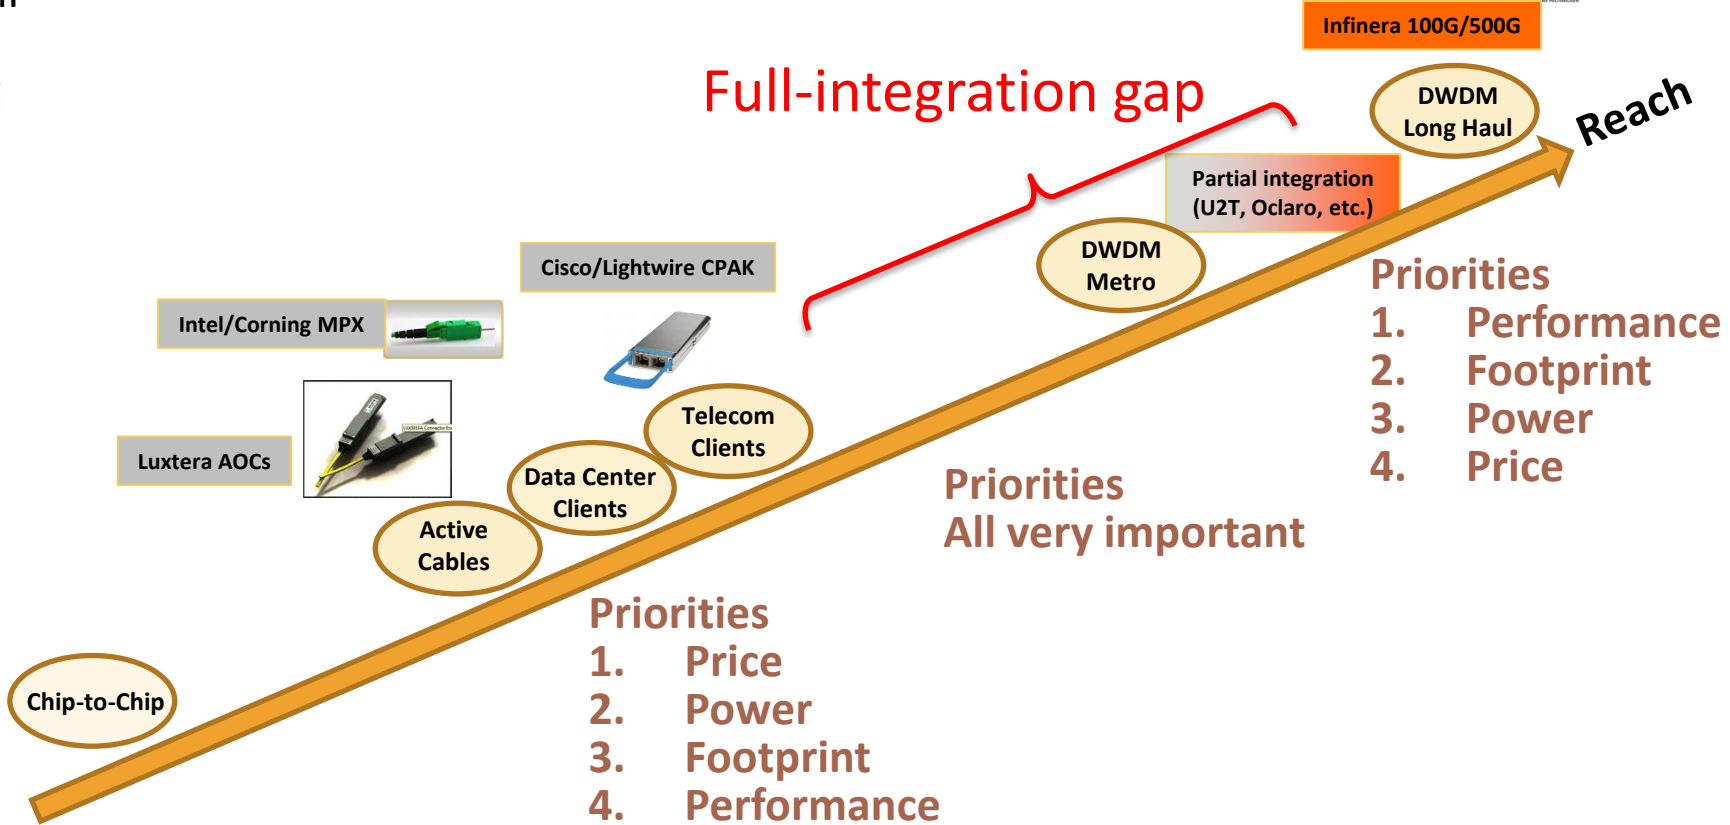 Infinera 100G/500G
Full-integration gap
DWDM
Long Haul
Reach
Partial integration
(U2T, Oclaro, etc.)
DWDM
Metro
Cisco/Lightwire CPAK
Intel/Corning MPX
Luxtera AOCs
Telecom
Clients
Data Center
Clients
Active
Cables
Chip-to-Chip
Priorities
1. Performance
2. Footprint
3. Power
4. Price
Priorities
All very important
Priorities
1. Price
2. Power
3. Footprint
4. Performance